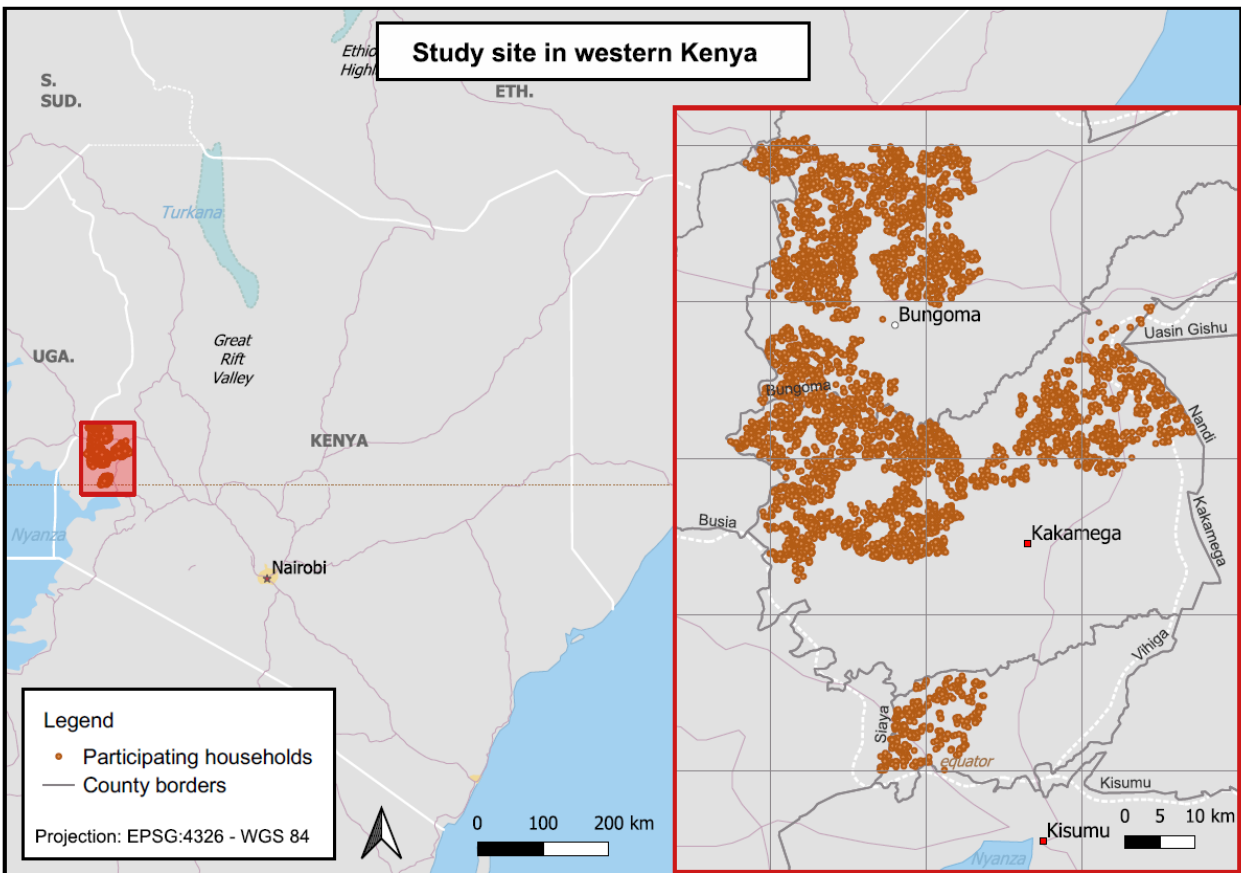 Study site in western Kenya
Ethio
Highl
S.
SUD.
ETH.
Turkana
Great
Rift
Valley
UGA.
KENYA
Nyanza
Nairobi
Bungoma
Uasin Gishu
Bungoma
Nandi
Busia
Kakamega
Kakamega
Vihiga
Siaya
equator
Kisumu
Kisumu
Nyanza
0 5 10 km
Legend
Participating households
County borders
Projection: EPSG:4326 - WGS 84
0 100 200 km